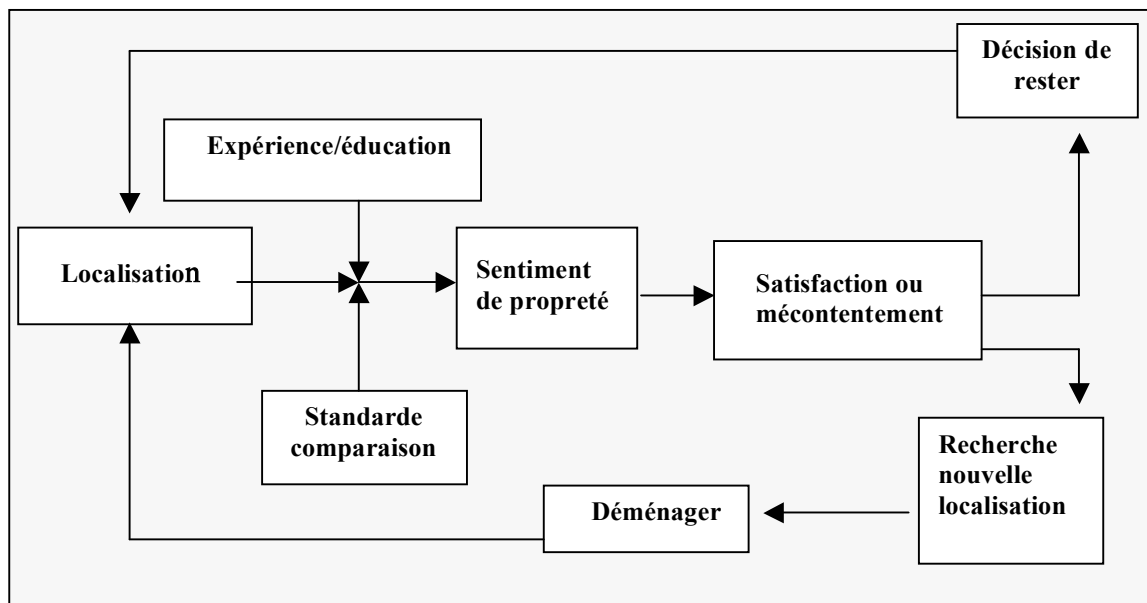 Décision de
rester
Expérience/éducation
Localisation
Sentiment
de propreté
Satisfaction ou
mécontentement
Standarde
comparaison
Recherche
nouvelle
localisation
Déménager